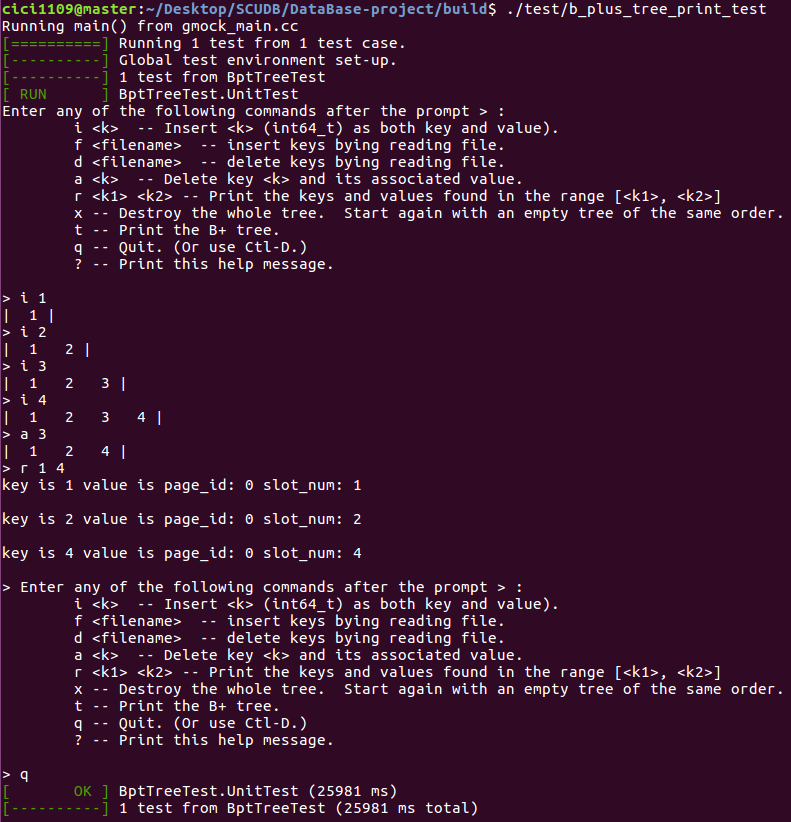 cici1109@master:~/Desktop/SCUDB/DataBase-project/build$ ./test/b_plus_tree_print_test
Running main() from gmock_main.cc
[==========] Running 1 test from 1 test case.
[----------] Global test environment set-up.
[----------] 1 test from BptTreeTest
[ RUN      ] BptTreeTest.UnitTest
Enter any of the following commands after the prompt > :
        i <k>  -- Insert <k> (int64_t) as both key and value).
        f <filename>  -- insert keys bying reading file.
        d <filename>  -- delete keys bying reading file.
        a <k>  -- Delete key <k> and its associated value.
        r <k1> <k2> -- Print the keys and values found in the range [<k1>, <k2>]
        x -- Destroy the whole tree.  Start again with an empty tree of the same order.
        t -- Print the B+ tree.
        q -- Quit. (Or use Ctl-D.)
        ? -- Print this help message.

> i 1
|  1 |
> i 2
|  1   2 |
> i 3
|  1   2   3 |
> i 4
|  1   2   3   4 |
> a 3
|  1   2   4 |
> r 1 4
key is 1 value is page_id: 0 slot_num: 1

key is 2 value is page_id: 0 slot_num: 2

key is 4 value is page_id: 0 slot_num: 4

> Enter any of the following commands after the prompt > :
        i <k>  -- Insert <k> (int64_t) as both key and value).
        f <filename>  -- insert keys bying reading file.
        d <filename>  -- delete keys bying reading file.
        a <k>  -- Delete key <k> and its associated value.
        r <k1> <k2> -- Print the keys and values found in the range [<k1>, <k2>]
        x -- Destroy the whole tree.  Start again with an empty tree of the same order.
        t -- Print the B+ tree.
        q -- Quit. (Or use Ctl-D.)
        ? -- Print this help message.

> q
[       OK ] BptTreeTest.UnitTest (25981 ms)
[----------] 1 test from BptTreeTest (25981 ms total)